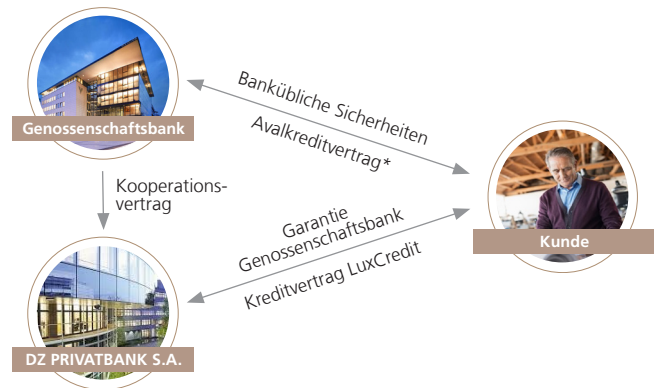 Genossenschaftsbank
Bankübliche Sicherheiten
Avalkreditvertrag*
Kooperations-
vertrag
Garantie
Genossenschaftsbank
Kreditvertrag LuxCredit
Kunde
DZ PRIVATBANK S.A.